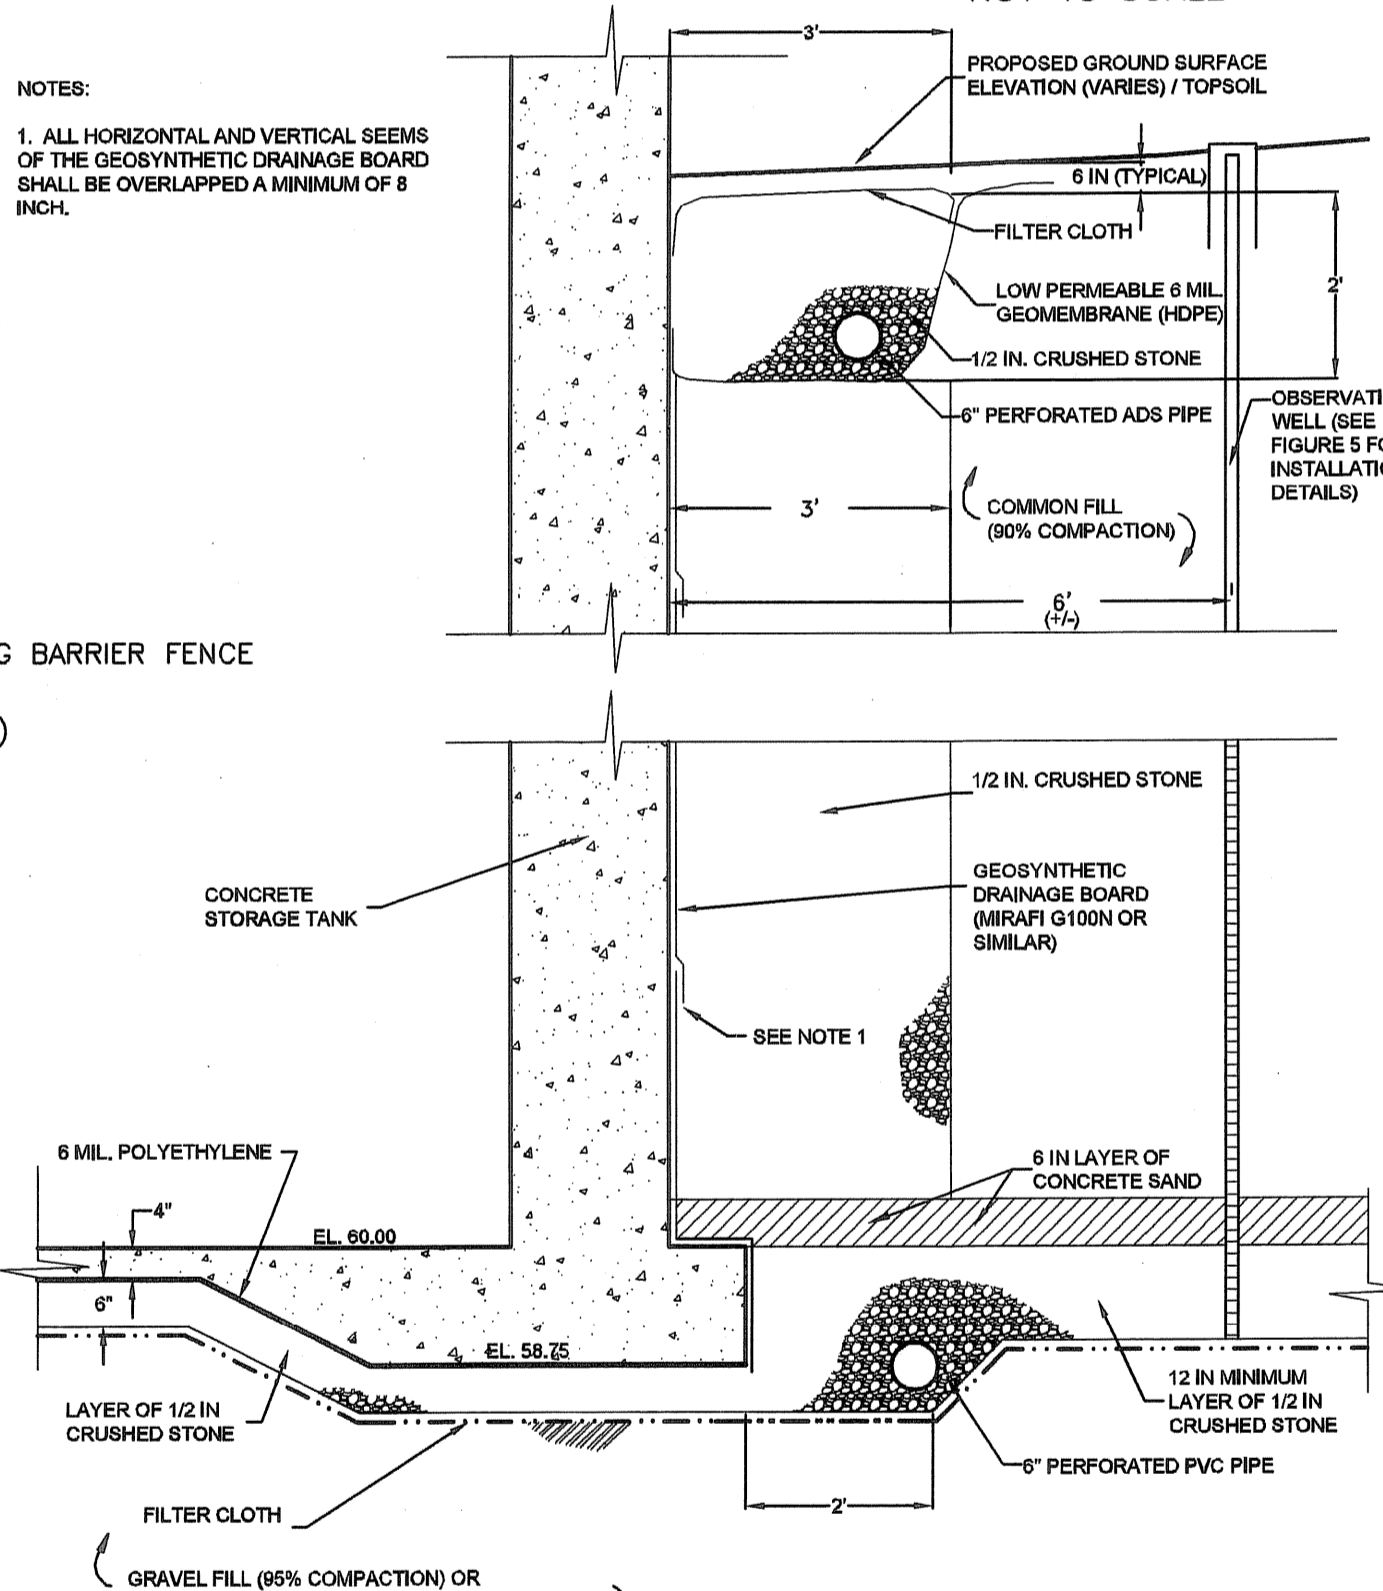 3'
PROPOSED GROUND SURFACE
ELEVATION (VARIES) / TOPSOIL
NOTES:
1. ALL HORIZONTAL AND VERTICAL SEEMS
OF THE GEOSYNTHETIC DRAINAGE BOARD
SHALL BE OVERLAPPED A MINIMUM OF 8
INCH.
6 IN (TYPICAL)
FILTER CLOTH
2'
LOW PERMEABLE 6 MIL.
GEOMEMBRANE (HDPE)
1/2 IN. CRUSHED STONE
6" PERFORATED ADS PIPE
OBSERVATI
WELL (SEE
FIGURE 5 FO
INSTALLATIO
DETAILS)
3'
COMMON FILL
(90% COMPACTION)
6'
(+/-)
G BARRIER FENCE
)
1/2 IN. CRUSHED STONE
CONCRETE
STORAGE TANK
GEOSYNTHETIC
DRAINAGE BOARD
(MIRAFI G100N OR
SIMILAR)
SEE NOTE 1
6 MIL. POLYETHYLENE
6 IN LAYER OF
CONCRETE SAND
4"
EL. 60.00
6"
EL. 58.75
LAYER OF 1/2 IN
CRUSHED STONE
12 IN MINIMUM
LAYER OF 1/2 IN
CRUSHED STONE
6" PERFORATED PVC PIPE
2'
FILTER CLOTH
GRAVEL FILL (95% COMPACTION) OR